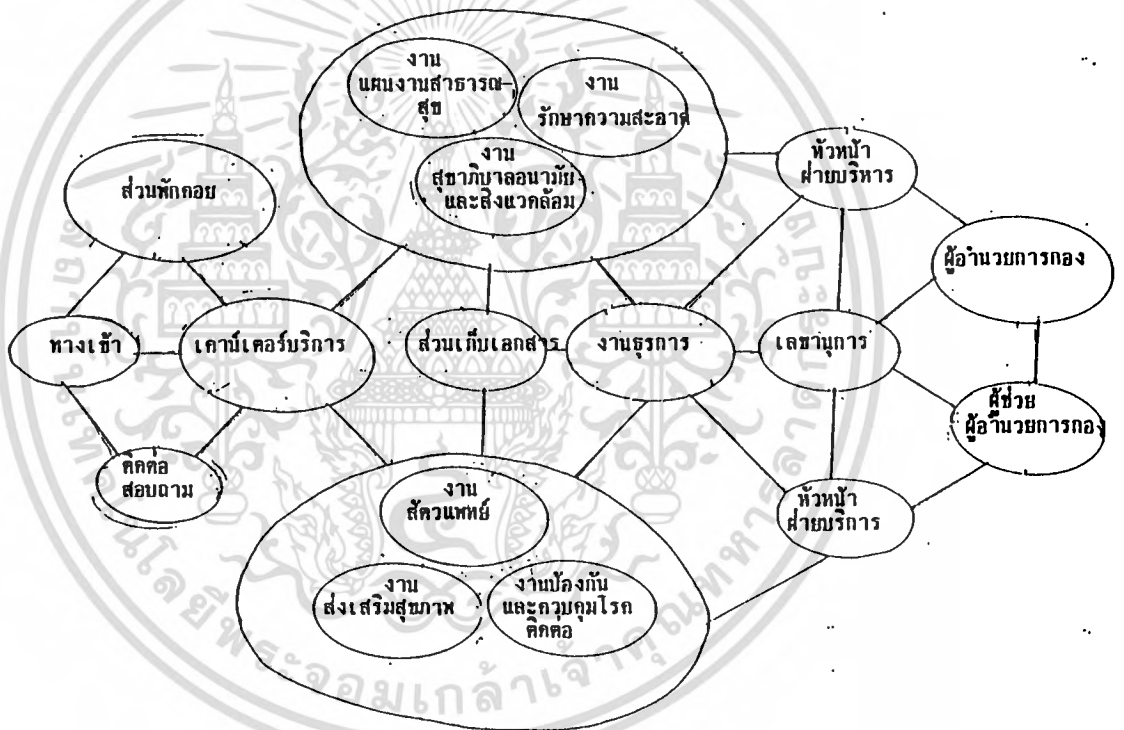 งาน
แผนงานสาธารณ-
สุข
งาน
รักษาความสะอาด
งาน
สุขาภิบาลอนามัย
และสิ่งแวดล้อม
หัวหน้า
ฝ่ายบริหาร
ส่วนพักคอย
ผู้อำนวยการกอง
ทางเข้า
เคาน์เตอร์บริการ
ส่วนเก็บเอกสาร
งานธุรการ
เลขานุการ
ผู้ช่วย
ผู้อำนวยการกอง
ติดต่อ
สอบถาม
หัวหน้า
ฝ่ายบริการ
งาน
สัตวแพทย์
งาน
ส่งเสริมสุขภาพ
งานป้องกัน
และควบคุมโรค
ติดต่อ